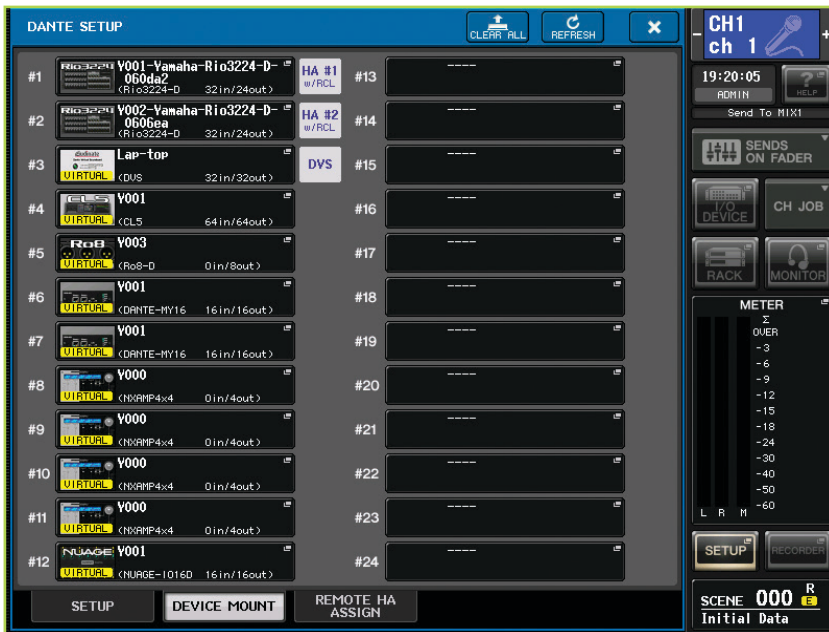 DANTE SETUP
CLEAR ALL
REFRESH
#1
Rio3224
Y001-Yamaha-Rio3224-D-
060da2
(Rio3224-D 32in/24out)
HA #1
w/RCL
#2
Rio3224
Y002-Yamaha-Rio3224-D-
0606ea
(Rio3224-D 32in/24out)
HA #2
w/RCL
#3
Audinate
VIRTUAL
Lap-top
(DVS 32in/32out)
DVS
#4
CL5
VIRTUAL
Y001
(CL5 64in/64out)
#5
Ro8
VIRTUAL
Y003
(Ro8-D 0in/8out)
#6
VIRTUAL
Y001
(DANTE-MY16 16in/16out)
#7
VIRTUAL
Y001
(DANTE-MY16 16in/16out)
#8
VIRTUAL
Y000
(NXAMP4x4 0in/4out)
#9
VIRTUAL
Y000
(NXAMP4x4 0in/4out)
#10
VIRTUAL
Y000
(NXAMP4x4 0in/4out)
#11
VIRTUAL
Y000
(NXAMP4x4 0in/4out)
#12
NUAGE
VIRTUAL
Y001
(NUAGE-IO16D 16in/16out)
#13 ----
#14 ----
#15 ----
#16 ----
#17 ----
#18 ----
#19 ----
#20 ----
#21 ----
#22 ----
#23 ----
#24 ----
SETUP
DEVICE MOUNT
REMOTE HA
ASSIGN
- CH1 +
ch 1
19:20:05
ADMIN
?
HELP
Send To MIX1
SENDS
ON FADER
I/O
DEVICE
CH JOB
RACK
MONITOR
METER
Σ
OVER
-3
-6
-9
-12
-15
-18
-24
-30
-40
-50
-60
L R M
SETUP
RECORDER
SCENE 000 R
E
Initial Data